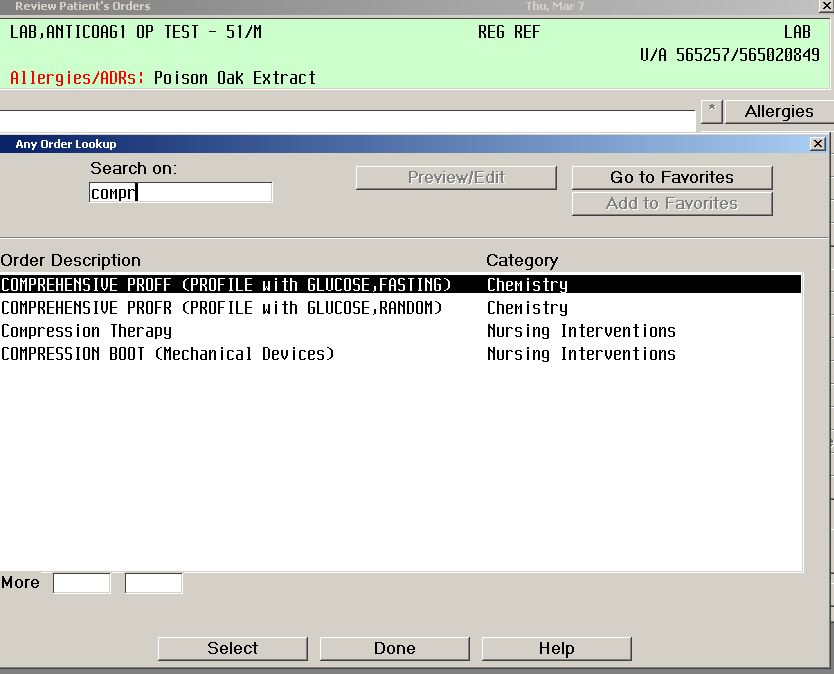 Review Patient's Orders Thu, Mar 7
LAB,ANTICOAG1 OP TEST - 51/M REG REF LAB
U/A 565257/565020849
Allergies/ADRs: Poison Oak Extract
* Allergies
Any Order Lookup
Search on:
compr
Preview/Edit Go to Favorites
Add to Favorites
Order Description Category
COMPREHENSIVE PROFF (PROFILE with GLUCOSE,FASTING) Chemistry
COMPREHENSIVE PROFR (PROFILE with GLUCOSE,RANDOM) Chemistry
Compression Therapy Nursing Interventions
COMPRESSION BOOT (Mechanical Devices) Nursing Interventions
More
Select Done Help